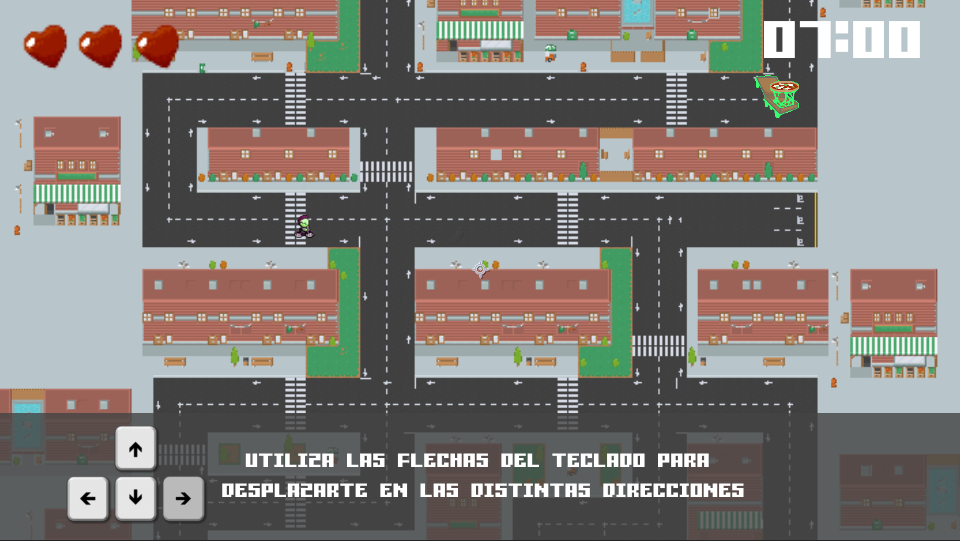 07:00
UTILIZA LAS FLECHAS DEL TECLADO PARA
DESPLAZARTE EN LAS DISTINTAS DIRECCIONES